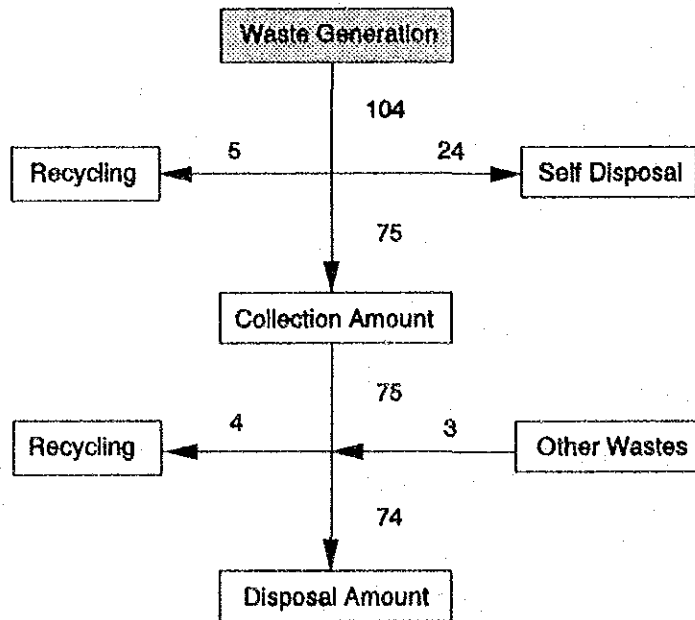 Waste Generation
104
5
24
Recycling
Self Disposal
75
Collection Amount
75
4
3
Recycling
Other Wastes
74
Disposal Amount